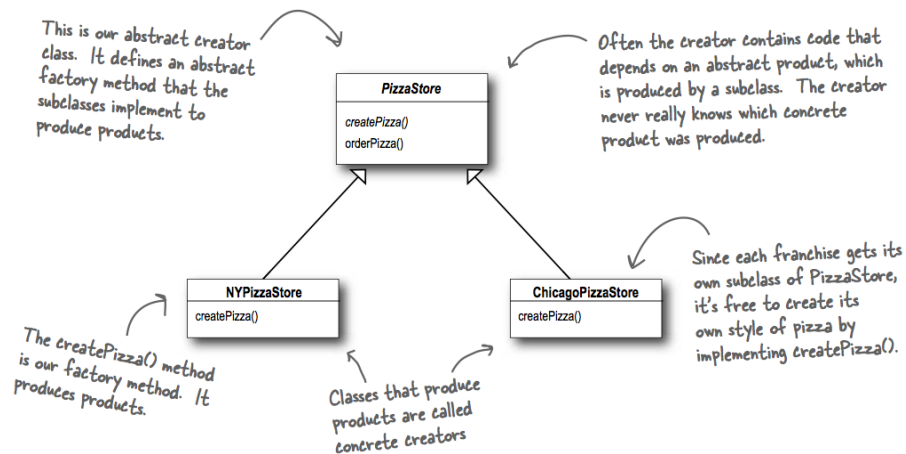 This is our abstract creator
class. It defines an abstract
factory method that the
subclasses implement to
produce products.
Often the creator contains code that
depends on an abstract product, which
is produced by a subclass. The creator
never really knows which concrete
product was produced.
PizzaStore
createPizza()
orderPizza()
NYPizzaStore
createPizza()
ChicagoPizzaStore
createPizza()
Since each franchise gets its
own subclass of PizzaStore,
it's free to create its
own style of pizza by
implementing createPizza().
The createPizza() method
is our factory method. It
produces products.
Classes that produce
products are called
concrete creators